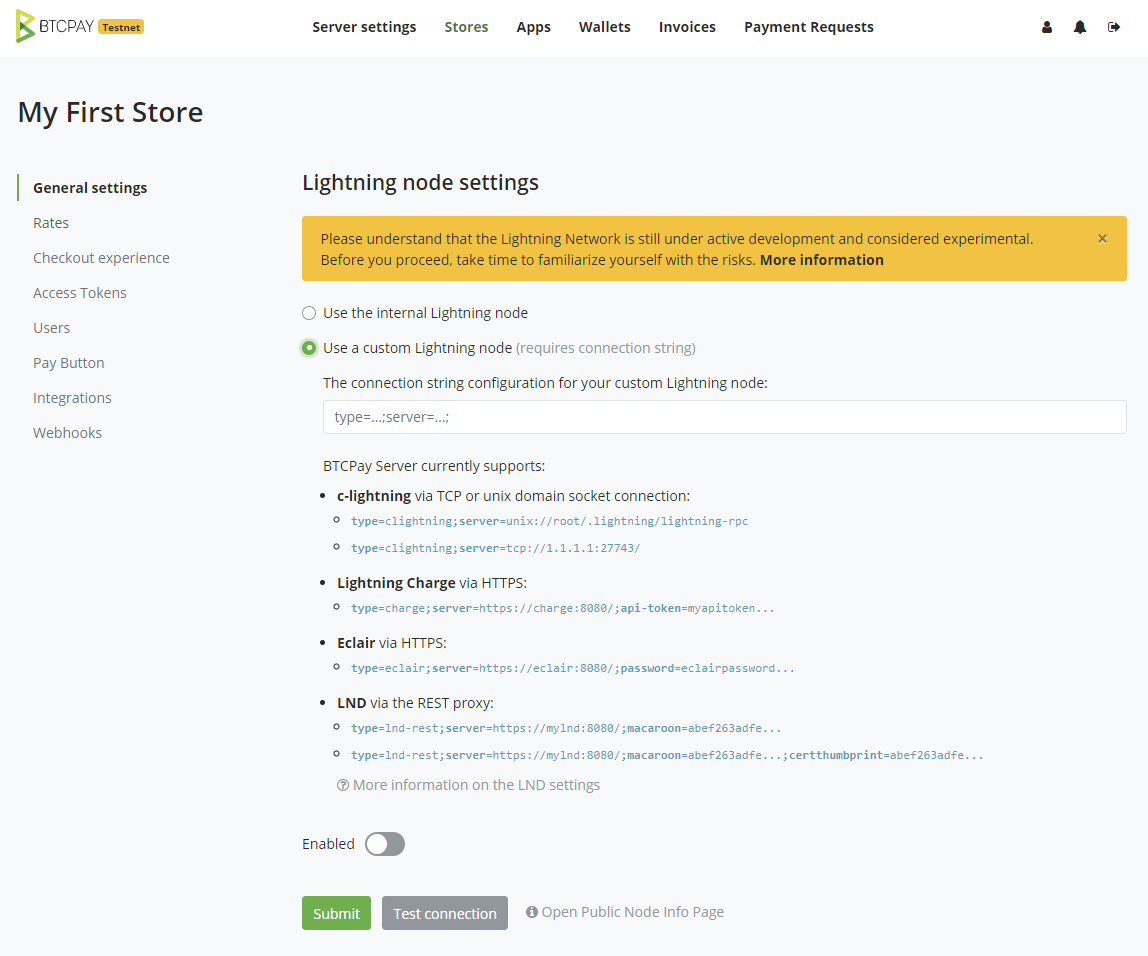 BTCPAY Testnet
Server settings Stores Apps Wallets Invoices Payment Requests
My First Store
General settings
Rates
Checkout experience
Access Tokens
Users
Pay Button
Integrations
Webhooks
Lightning node settings
Please understand that the Lightning Network is still under active development and considered experimental.
Before you proceed, take time to familiarize yourself with the risks. More information
Use the internal Lightning node
Use a custom Lightning node (requires connection string)
The connection string configuration for your custom Lightning node:
type=...;server=...;
BTCPay Server currently supports:
c-lightning via TCP or unix domain socket connection:
type=clightning;server=unix://root/.lightning/lightning-rpc
type=clightning;server=tcp://1.1.1.1:27743/
Lightning Charge via HTTPS:
type=charge;server=https://charge:8080/;api-token=myapitoken...
Eclair via HTTPS:
type=eclair;server=https://eclair:8080/;password=eclairpassword...
LND via the REST proxy:
type=lnd-rest;server=https://mylnd:8080/;macaroon=abef263adfe...
type=lnd-rest;server=https://mylnd:8080/;macaroon=abef263adfe...;certthumbprint=abef263adfe...
More information on the LND settings
Enabled
Submit Test connection Open Public Node Info Page